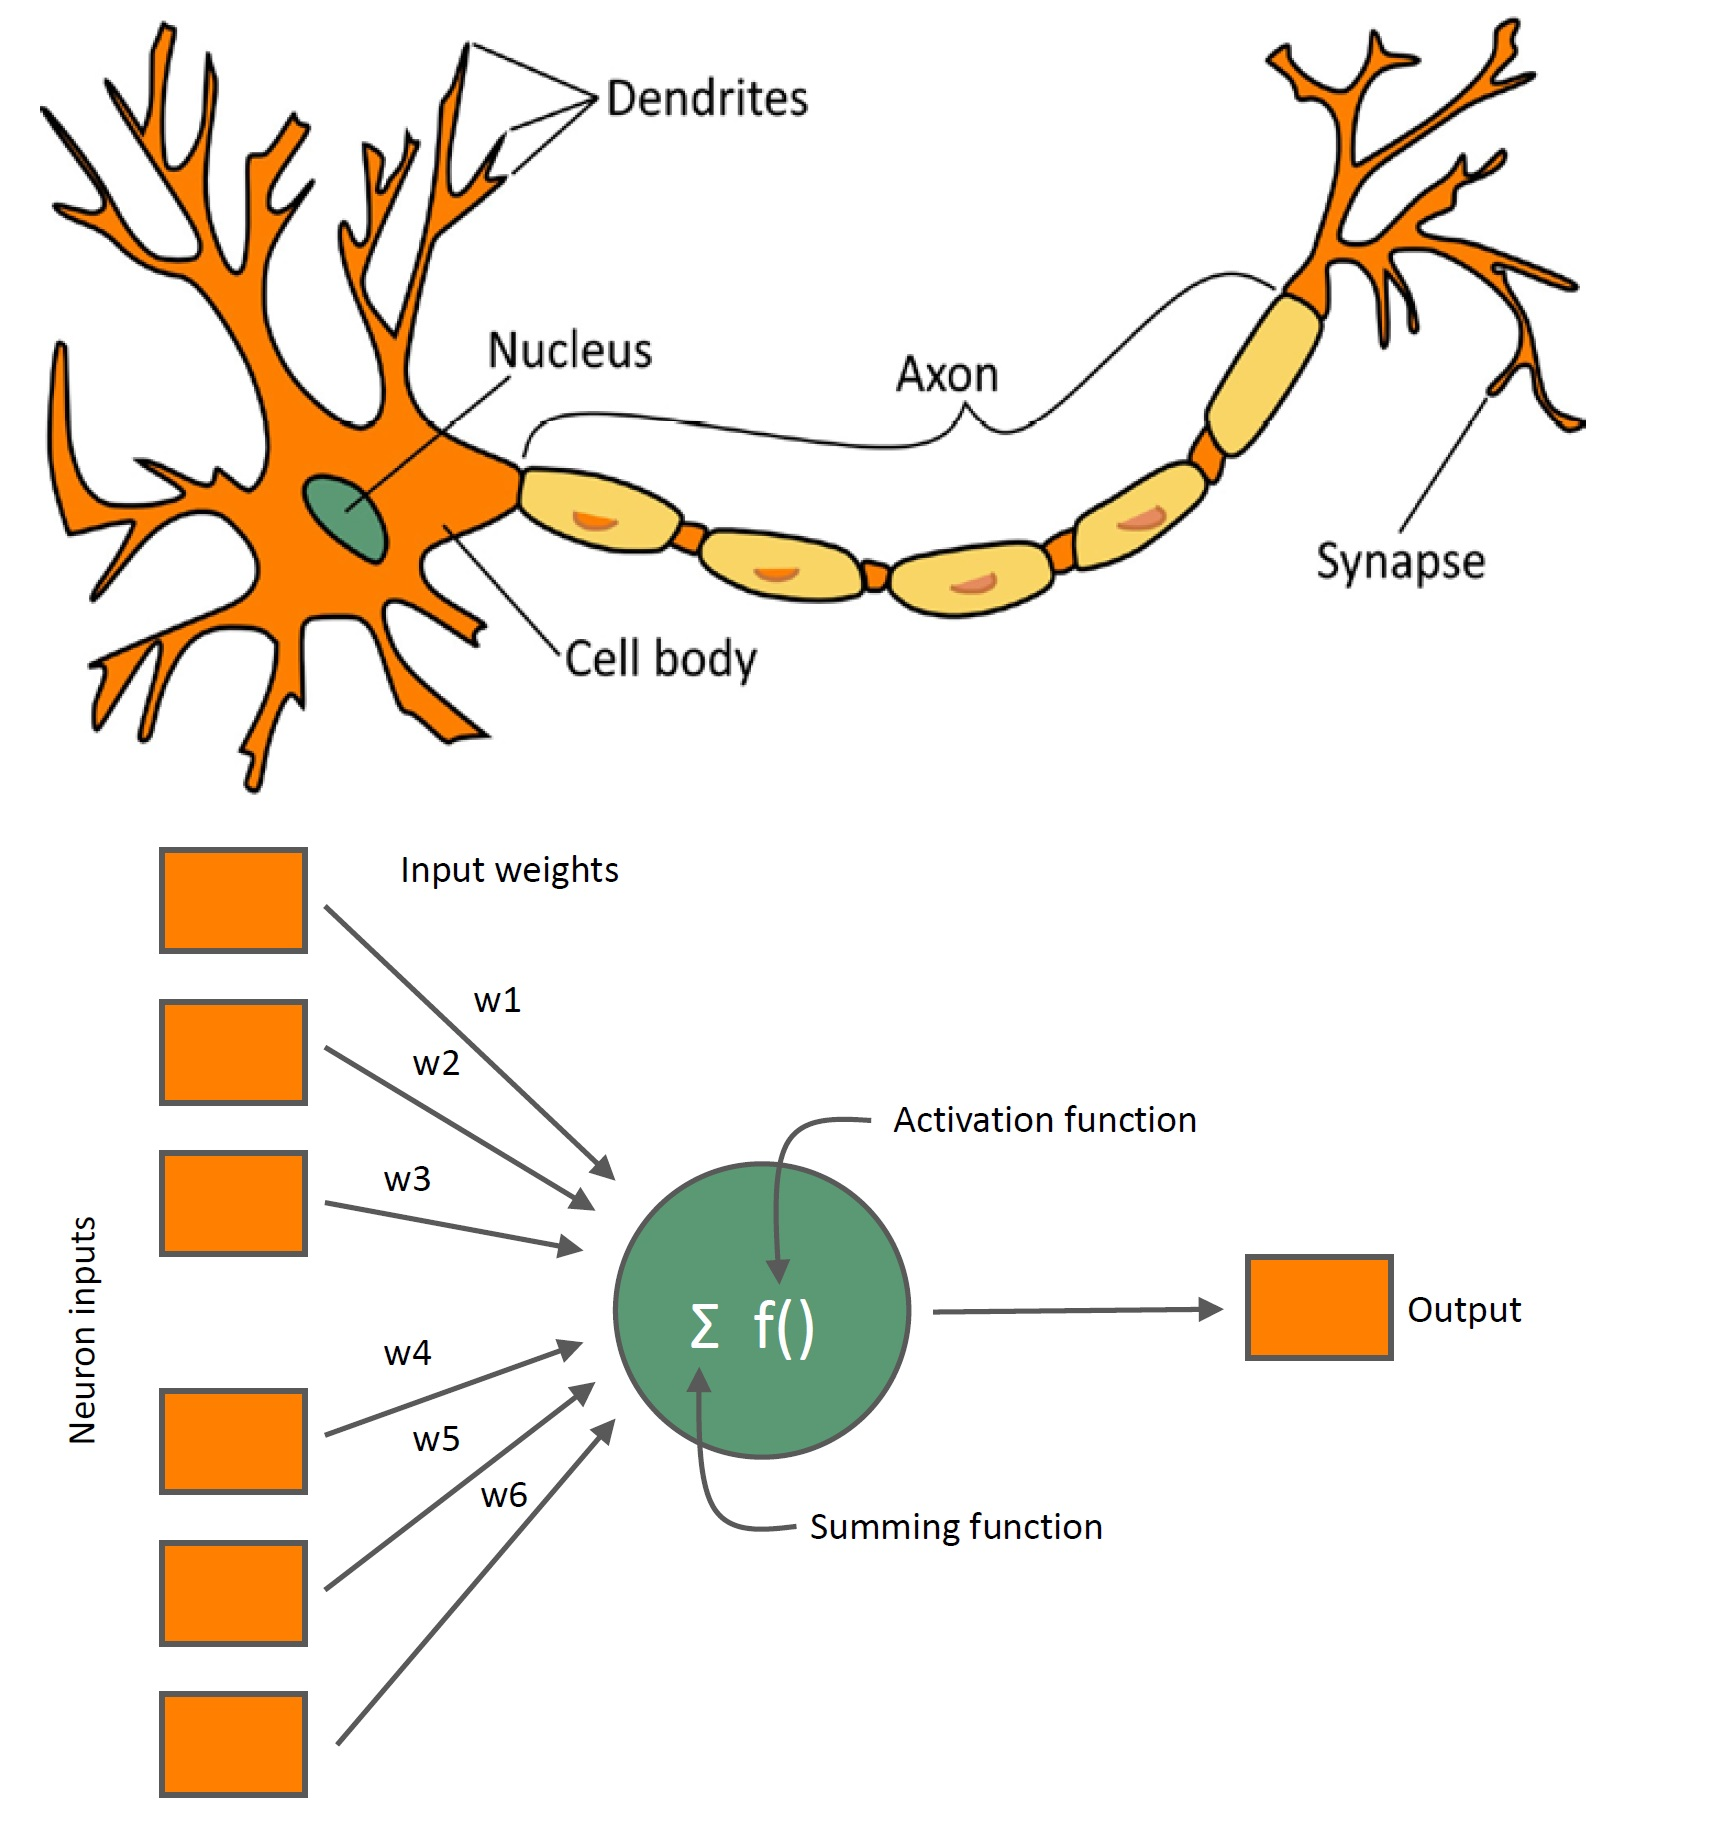 Dendrites
Nucleus
Axon
Synapse
Cell body
Input weights
w1
w2
Activation function
w3
Neuron inputs
Σ f()
Output
w4
w5
w6
Summing function